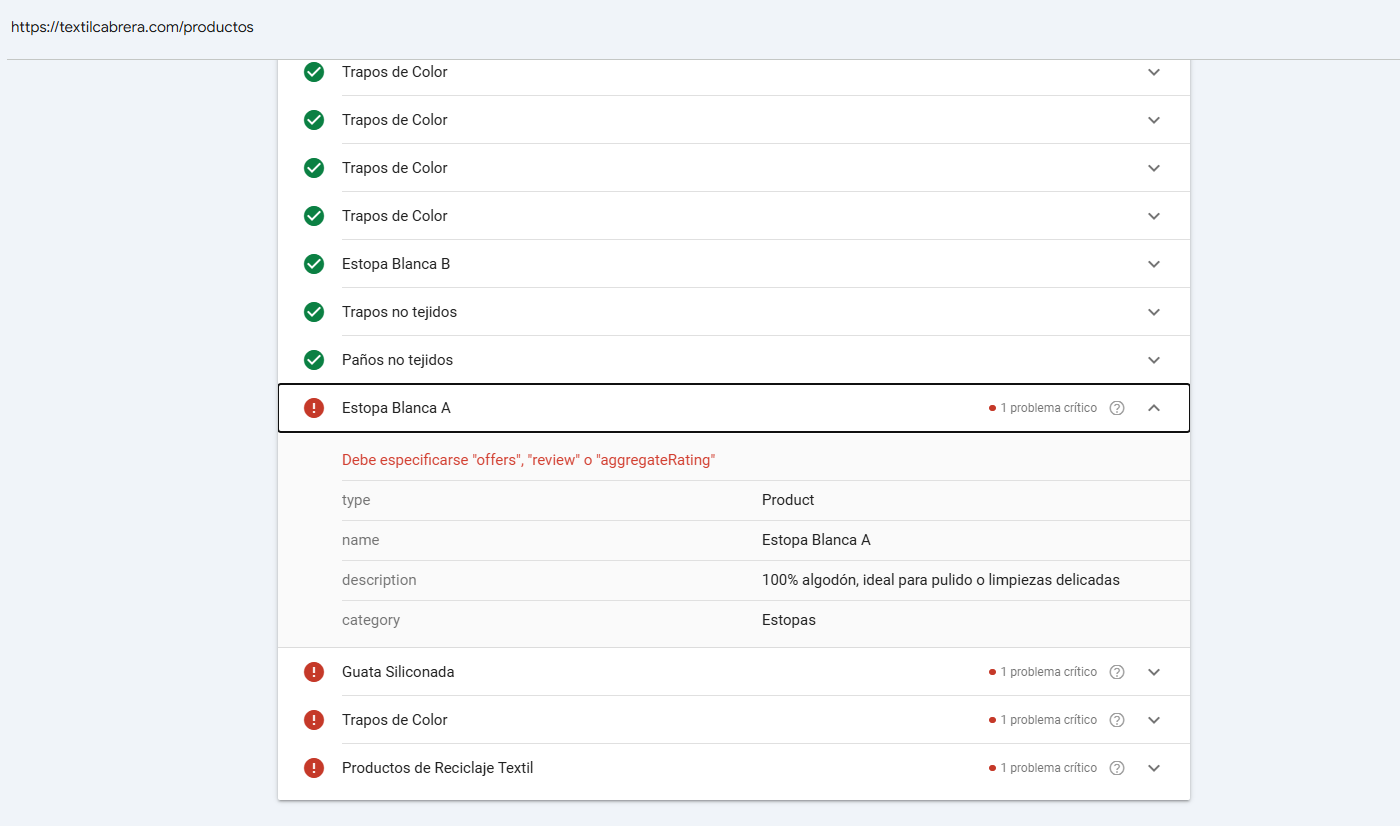 https://textilcabrera.com/productos
Trapos de Color
Trapos de Color
Trapos de Color
Trapos de Color
Estopa Blanca B
Trapos no tejidos
Paños no tejidos
Estopa Blanca A 1 problema crítico
Debe especificarse "offers", "review" o "aggregateRating"
type Product
name Estopa Blanca A
description 100% algodón, ideal para pulido o limpiezas delicadas
category Estopas
Guata Siliconada 1 problema crítico
Trapos de Color 1 problema crítico
Productos de Reciclaje Textil 1 problema crítico